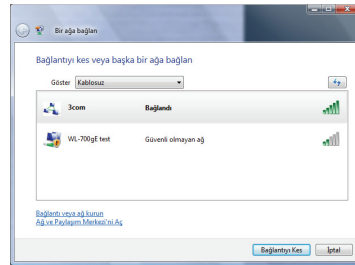 Bir ağa bağlan
Bağlantıyı kes veya başka bir ağa bağlan
Göster Kablosuz
3com Bağlandı
WL-700gE test Güvenli olmayan ağ
Bağlantı veya ağ kurun
Ağ ve Paylaşım Merkezi'ni Aç
Bağlantıyı Kes İptal